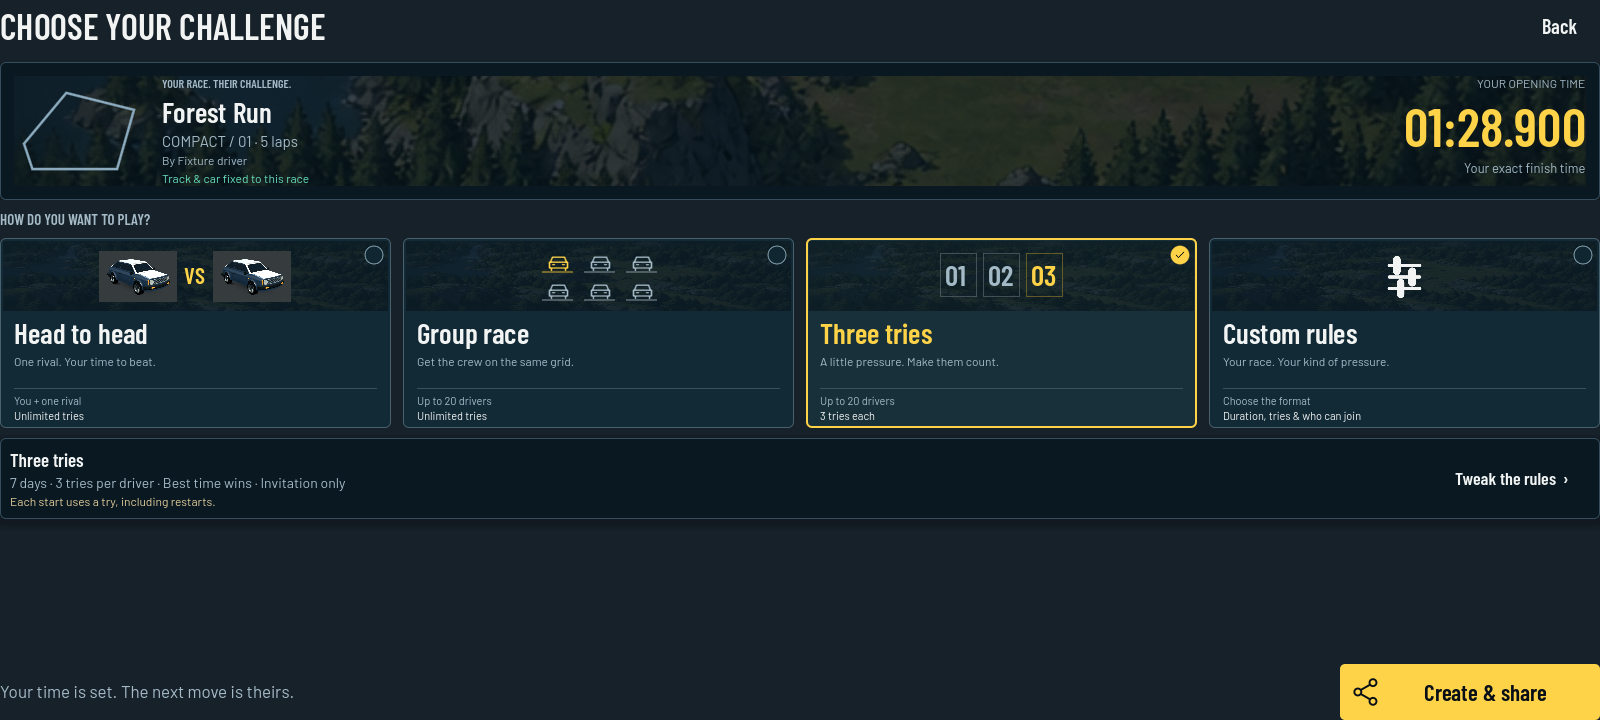 CHOOSE YOUR CHALLENGE
Back
YOUR RACE. THEIR CHALLENGE.
Forest Run
COMPACT / 01 · 5 laps
By Fixture driver
Track & car fixed to this race
YOUR OPENING TIME
01:28.900
Your exact finish time
HOW DO YOU WANT TO PLAY?
VS
Head to head
One rival. Your time to beat.
You + one rival
Unlimited tries
Group race
Get the crew on the same grid.
Up to 20 drivers
Unlimited tries
01 02 03
Three tries
A little pressure. Make them count.
Up to 20 drivers
3 tries each
Custom rules
Your race. Your kind of pressure.
Choose the format
Duration, tries & who can join
Three tries
7 days · 3 tries per driver · Best time wins · Invitation only
Each start uses a try, including restarts.
Tweak the rules ›
Your time is set. The next move is theirs.
Create & share